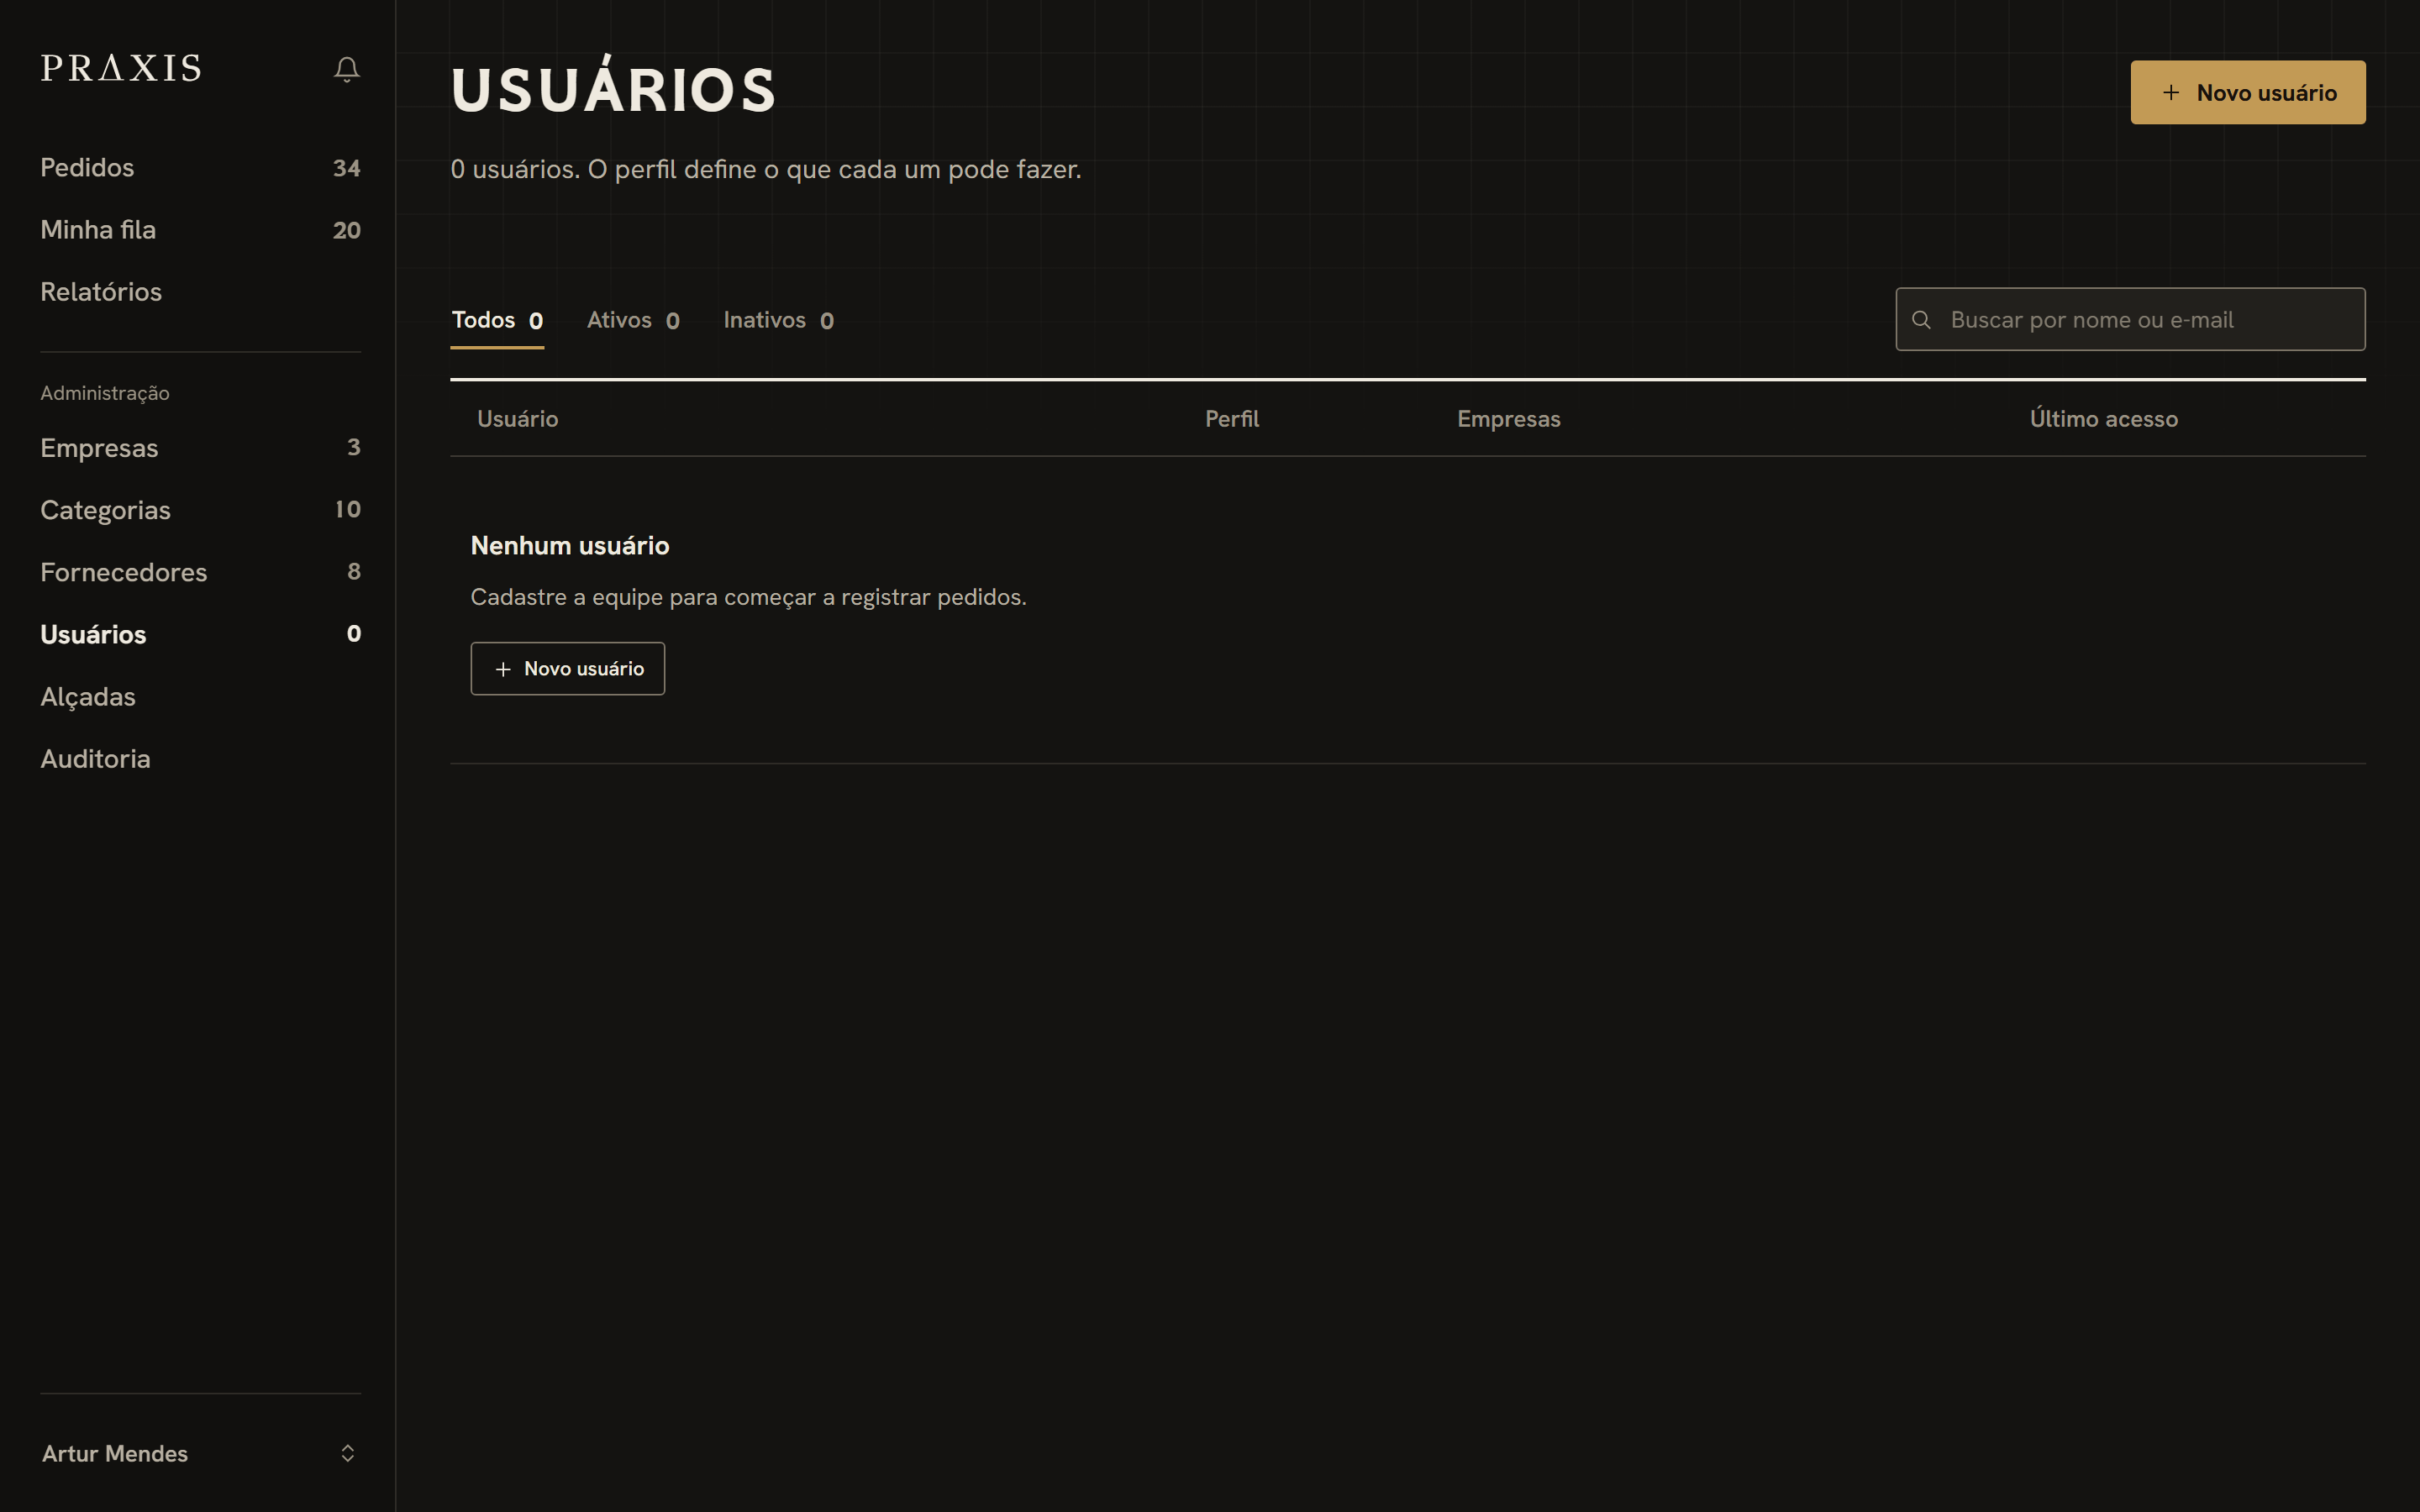 PRΛXIS
Pedidos 34
Minha fila 20
Relatórios
Administração
Empresas 3
Categorias 10
Fornecedores 8
Usuários 0
Alçadas
Auditoria
Artur Mendes
USUÁRIOS
+ Novo usuário
0 usuários. O perfil define o que cada um pode fazer.
Todos 0 Ativos 0 Inativos 0
Buscar por nome ou e-mail
Usuário Perfil Empresas Último acesso
Nenhum usuário
Cadastre a equipe para começar a registrar pedidos.
+ Novo usuário